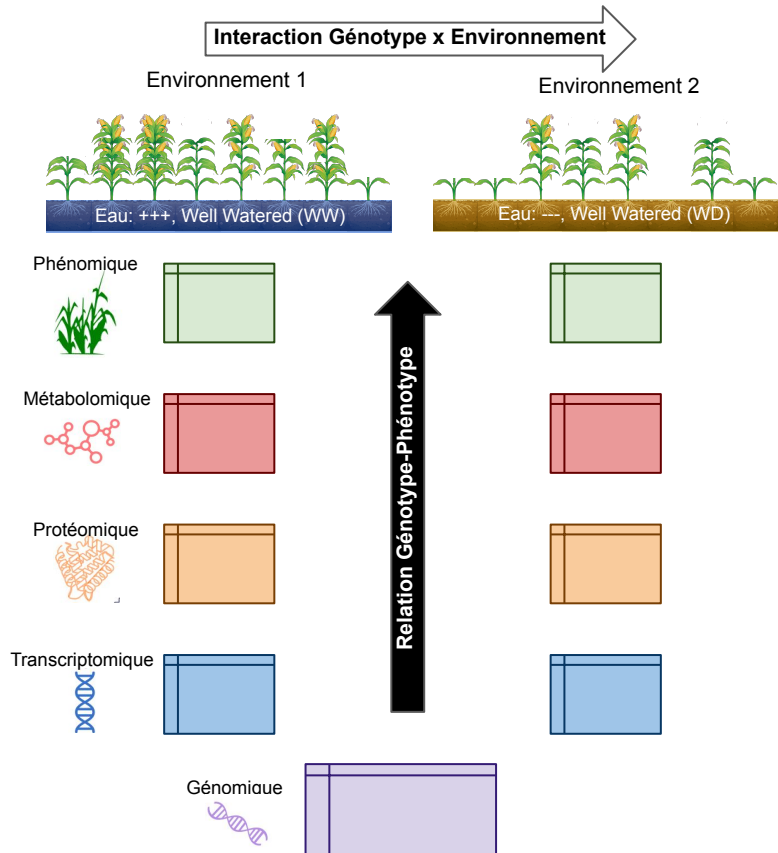 Interaction Génotype x Environnement
Environnement 1
Environnement 2
Eau: +++, Well Watered (WW)
Eau: ---, Well Watered (WD)
Phénomique
Métabolomique
Protéomique
Transcriptomique
Génomique
Relation Génotype-Phénotype